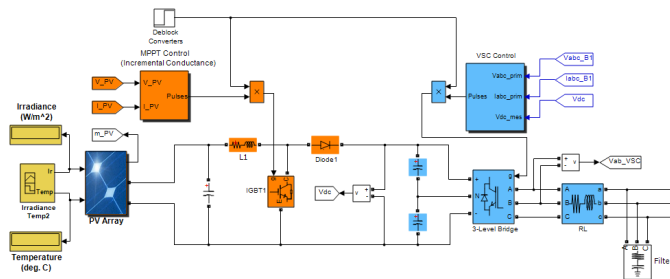 Deblock
Converters
MPPT Control
(Incremental Conductance)
VSC Control
V_PV
V_PV
I_PV
I_PV
Pulses
×
×
Vabc_prim
Vabc_B1
Pulses
Iabc_prim
Iabc_B1
Vdc_mes
Vdc
Irradiance
(W/m^2)
m_PV
Ir
Temp
Irradiance
Temp2
PV Array
Temperature
(deg. C)
L1
Diode1
g
C
E
IGBT1
Vdc
v
+
-
+
N
-
g
A
B
C
3-Level Bridge
+
-
v
Vab_VSC
A
B
C
a
b
c
RL
A
B
C
Filte